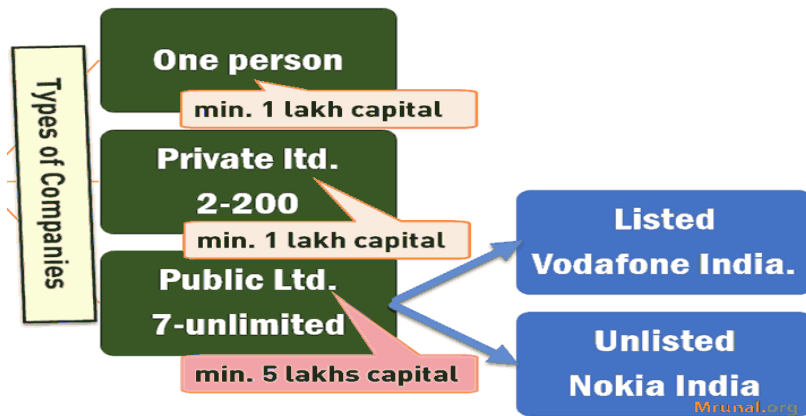 Types of Companies
One person
min. 1 lakh capital
Private ltd.
2-200
min. 1 lakh capital
Public Ltd.
7-unlimited
min. 5 lakhs capital
Listed
Vodafone India.
Unlisted
Nokia India
Mrunal.org